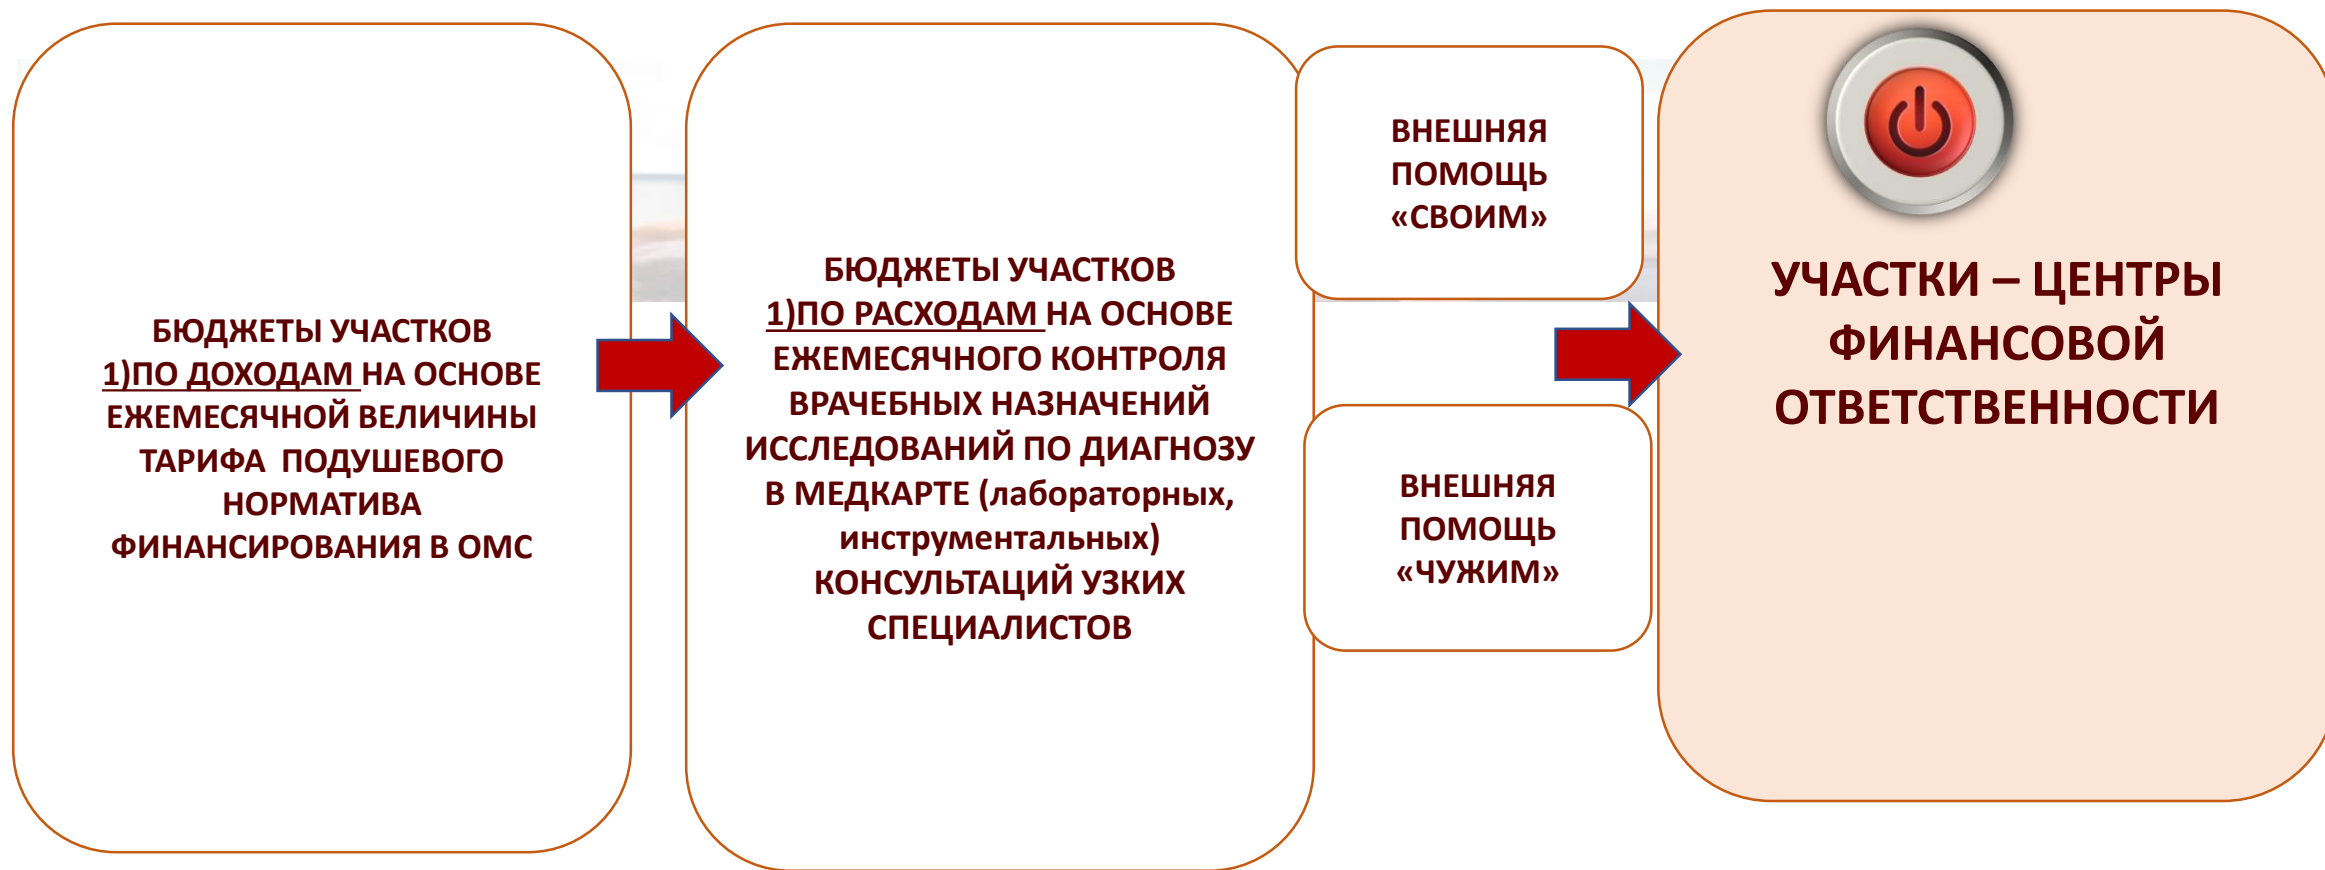 БЮДЖЕТЫ УЧАСТКОВ
1)ПО ДОХОДАМ НА ОСНОВЕ
ЕЖЕМЕСЯЧНОЙ ВЕЛИЧИНЫ
ТАРИФА ПОДУШЕВОГО
НОРМАТИВА
ФИНАНСИРОВАНИЯ В ОМС
БЮДЖЕТЫ УЧАСТКОВ
1)ПО РАСХОДАМ НА ОСНОВЕ
ЕЖЕМЕСЯЧНОГО КОНТРОЛЯ
ВРАЧЕБНЫХ НАЗНАЧЕНИЙ
ИССЛЕДОВАНИЙ ПО ДИАГНОЗУ
В МЕДКАРТЕ (лабораторных,
инструментальных)
КОНСУЛЬТАЦИЙ УЗКИХ
СПЕЦИАЛИСТОВ
ВНЕШНЯЯ
ПОМОЩЬ
«СВОИМ»
ВНЕШНЯЯ
ПОМОЩЬ
«ЧУЖИМ»
УЧАСТКИ – ЦЕНТРЫ
ФИНАНСОВОЙ
ОТВЕТСТВЕННОСТИ